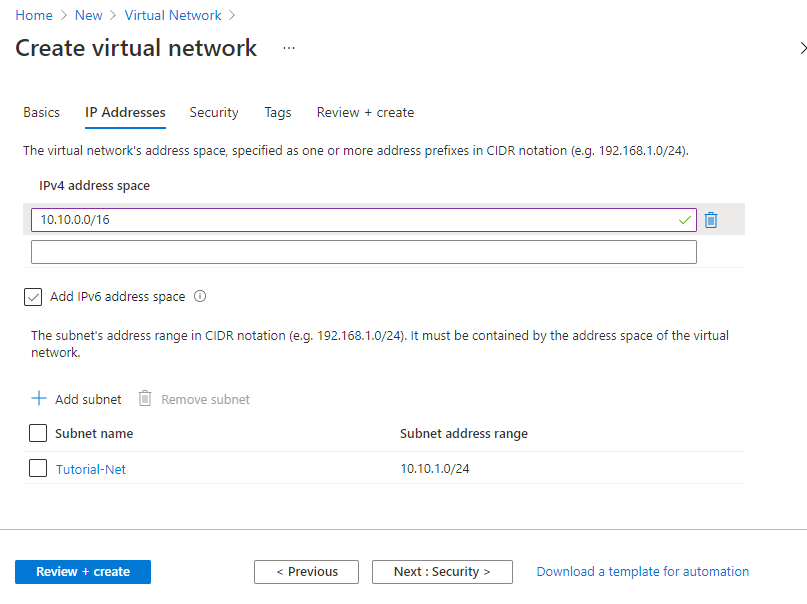 Home > New > Virtual Network >
Create virtual network ...
Basics IP Addresses Security Tags Review + create
The virtual network's address space, specified as one or more address prefixes in CIDR notation (e.g. 192.168.1.0/24).
IPv4 address space
10.10.0.0/16
Add IPv6 address space
The subnet's address range in CIDR notation (e.g. 192.168.1.0/24). It must be contained by the address space of the virtual
network.
+ Add subnet Remove subnet
Subnet name Subnet address range
Tutorial-Net 10.10.1.0/24
Review + create < Previous Next : Security > Download a template for automation